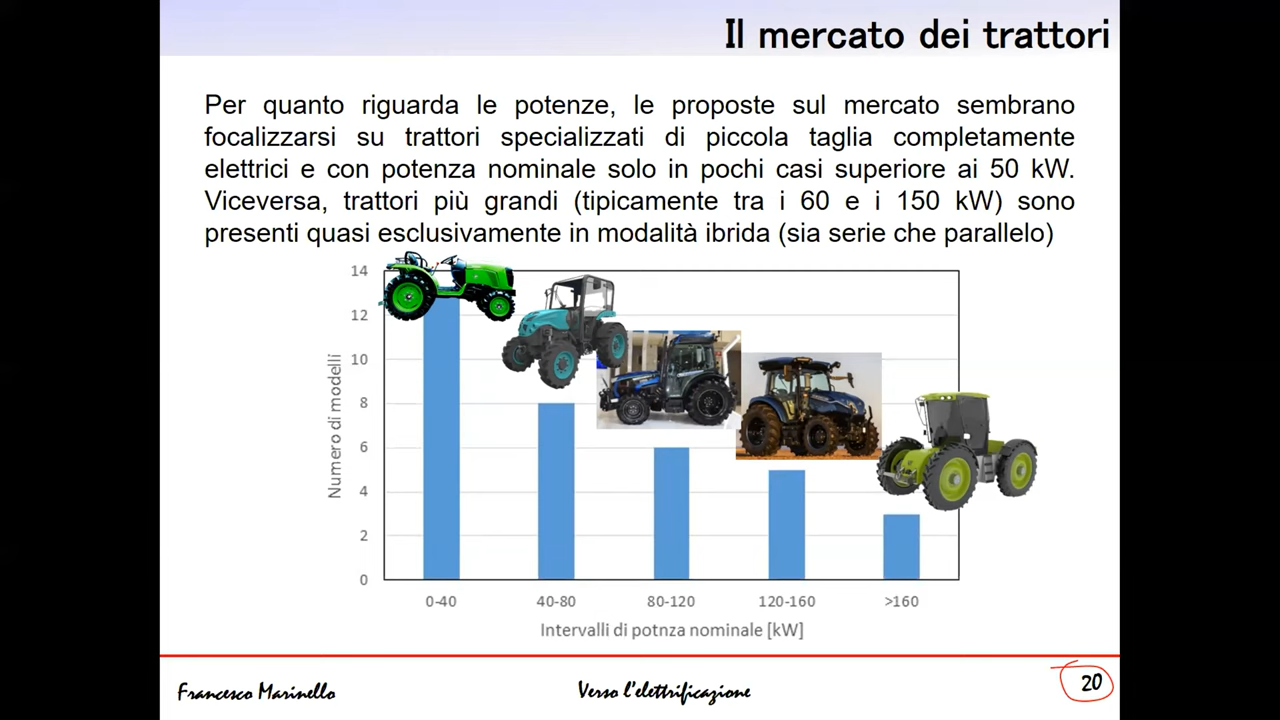 Il mercato dei trattori
Per quanto riguarda le potenze, le proposte sul mercato sembrano
focalizzarsi su trattori specializzati di piccola taglia completamente
elettrici e con potenza nominale solo in pochi casi superiore ai 50 kW.
Viceversa, trattori più grandi (tipicamente tra i 60 e i 150 kW) sono
presenti quasi esclusivamente in modalità ibrida (sia serie che parallelo)
14
12
10
8
6
4
2
0
Numero di modelli
0-40 40-80 80-120 120-160 >160
Intervalli di potnza nominale [kW]
Francesco Marinello Verso l'elettrificazione 20